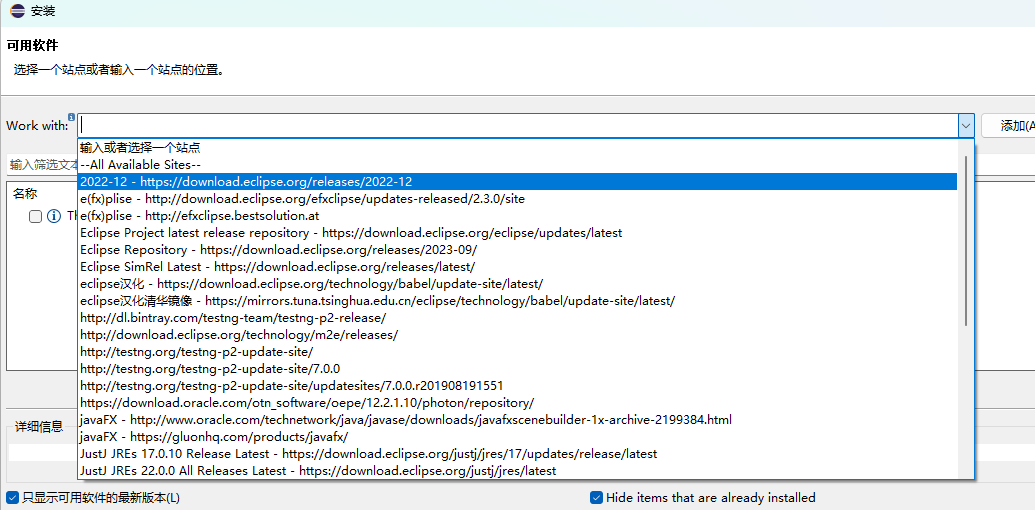 安装
可用软件
选择一个站点或者输入一个站点的位置。
Work with:
添加(A
输入或者选择一个站点
输入筛选文本
--All Available Sites--
2022-12 - https://download.eclipse.org/releases/2022-12
名称
e(fx)plise - http://download.eclipse.org/efxclipse/updates-released/2.3.0/site
Th
e(fx)plise - http://efxclipse.bestsolution.at
Eclipse Project latest release repository - https://download.eclipse.org/eclipse/updates/latest
Eclipse Repository - https://download.eclipse.org/releases/2023-09/
Eclipse SimRel Latest - https://download.eclipse.org/releases/latest/
eclipse汉化 - https://download.eclipse.org/technology/babel/update-site/latest/
eclipse汉化清华镜像 - https://mirrors.tuna.tsinghua.edu.cn/eclipse/technology/babel/update-site/latest/
http://dl.bintray.com/testng-team/testng-p2-release/
http://download.eclipse.org/technology/m2e/releases/
http://testng.org/testng-p2-update-site/
http://testng.org/testng-p2-update-site/7.0.0
http://testng.org/testng-p2-update-site/updatesites/7.0.0.r201908191551
https://download.oracle.com/otn_software/oepe/12.2.1.10/photon/repository/
javaFX - http://www.oracle.com/technetwork/java/javase/downloads/javafxscenebuilder-1x-archive-2199384.html
详细信息
javaFX - https://gluonhq.com/products/javafx/
JustJ JREs 17.0.10 Release Latest - https://download.eclipse.org/justj/jres/17/updates/release/latest
JustJ JREs 22.0.0 All Releases Latest - https://download.eclipse.org/justj/jres/latest
只显示可用软件的最新版本(L)
Hide items that are already installed